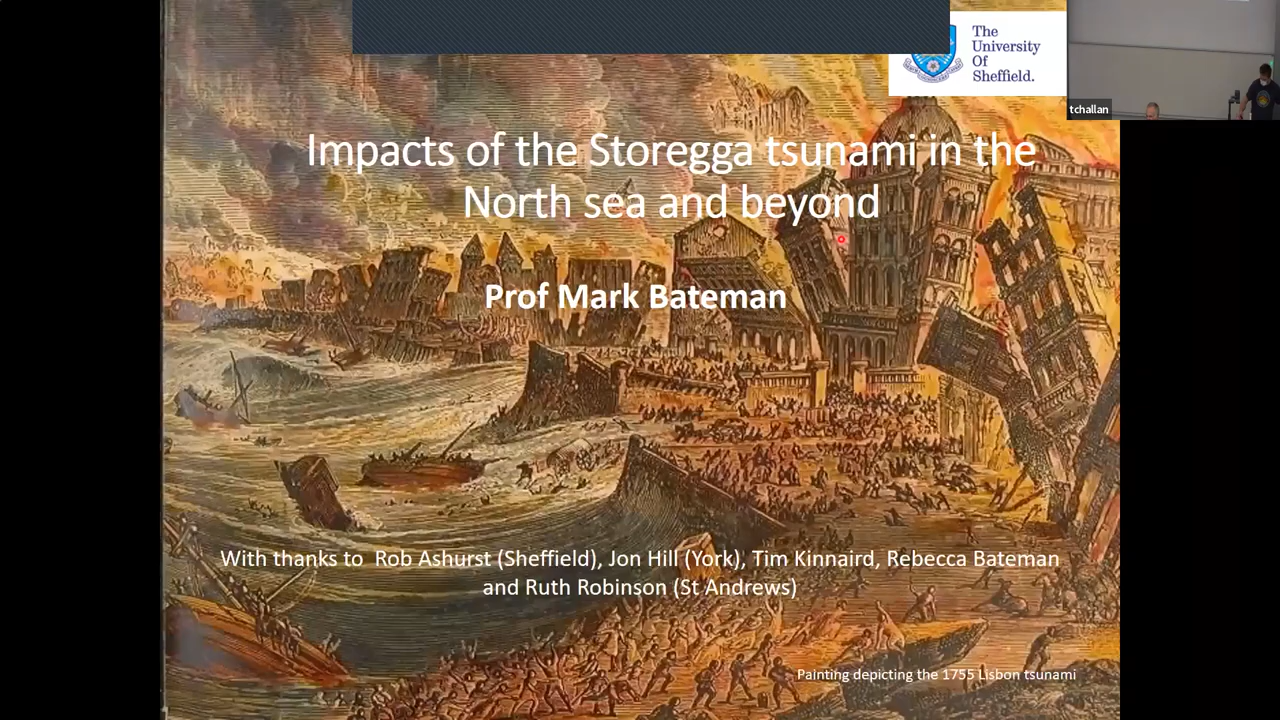 The
University
Of
Sheffield.
tchallan
Impacts of the Storegga tsunami in the
North sea and beyond
Prof Mark Bateman
With thanks to Rob Ashurst (Sheffield), Jon Hill (York), Tim Kinnaird, Rebecca Bateman
and Ruth Robinson (St Andrews)
Painting depicting the 1755 Lisbon tsunami